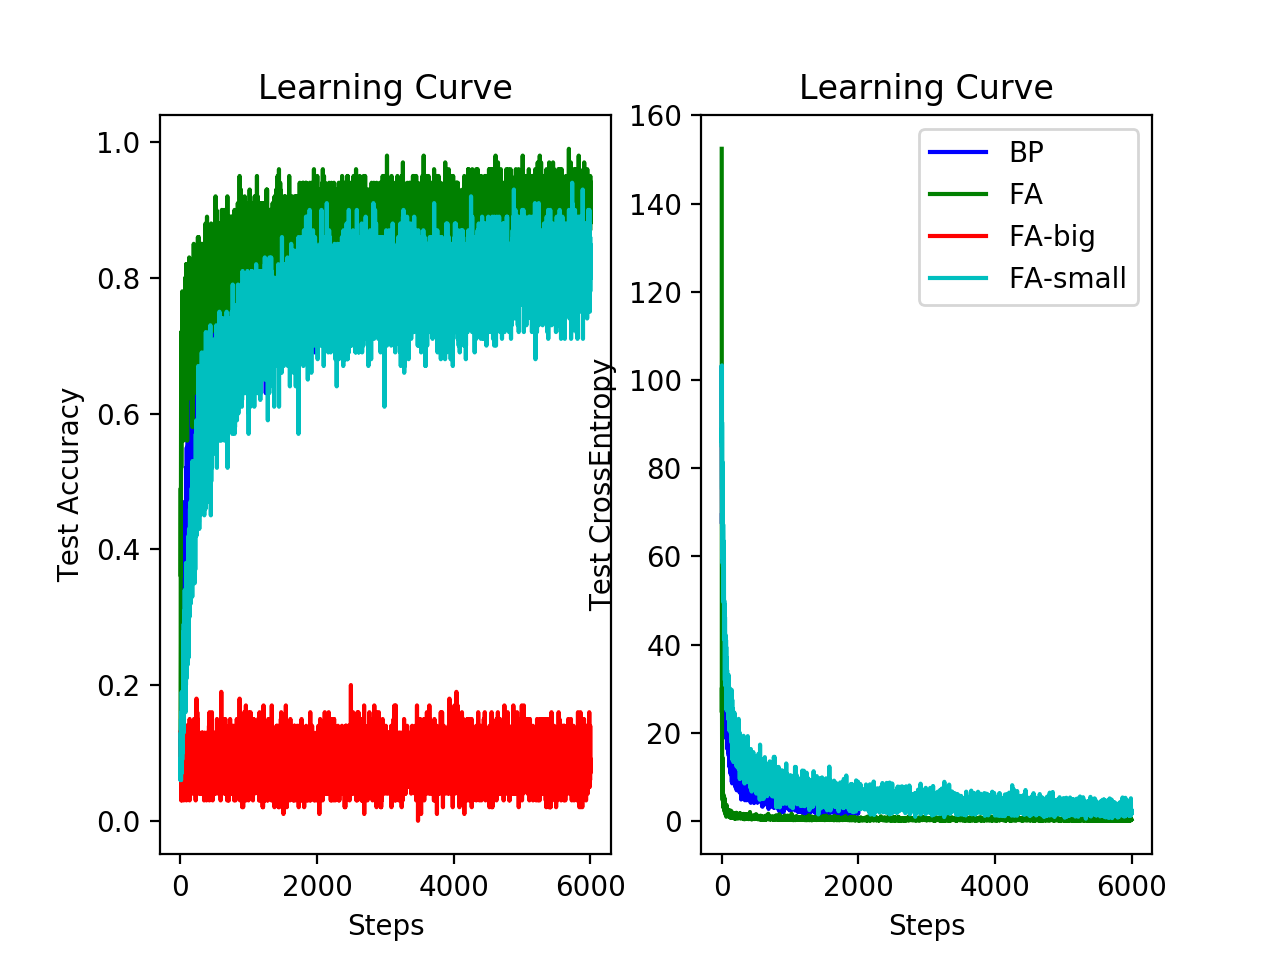 Learning Curve
Test Accuracy
1.0
0.8
0.6
0.4
0.2
0.0
0 2000 4000 6000
Steps
Learning Curve
Test CrossEntropy
160
140
120
100
80
60
40
20
0
0 2000 4000 6000
Steps
BP
FA
FA-big
FA-small